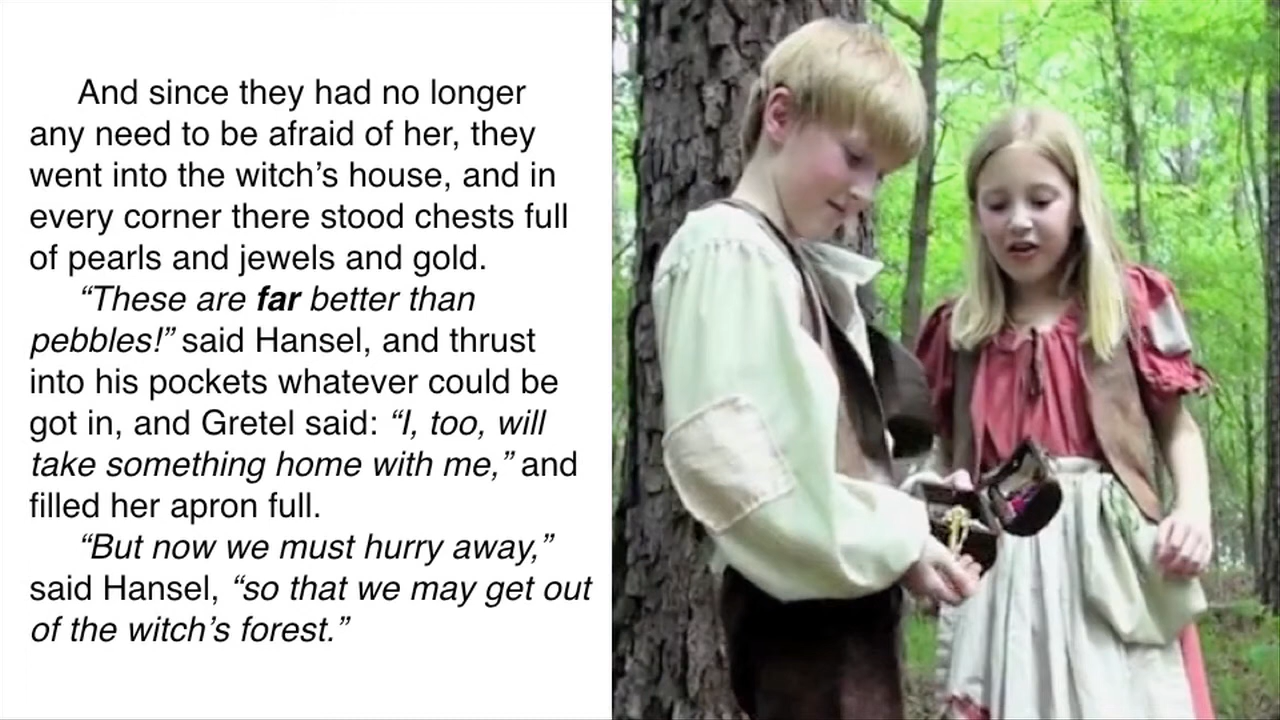 And since they had no longer
any need to be afraid of her, they
went into the witch’s house, and in
every corner there stood chests full
of pearls and jewels and gold.
“These are far better than
pebbles!” said Hansel, and thrust
into his pockets whatever could be
got in, and Gretel said: “I, too, will
take something home with me,” and
filled her apron full.
“But now we must hurry away,”
said Hansel, “so that we may get out
of the witch’s forest.”